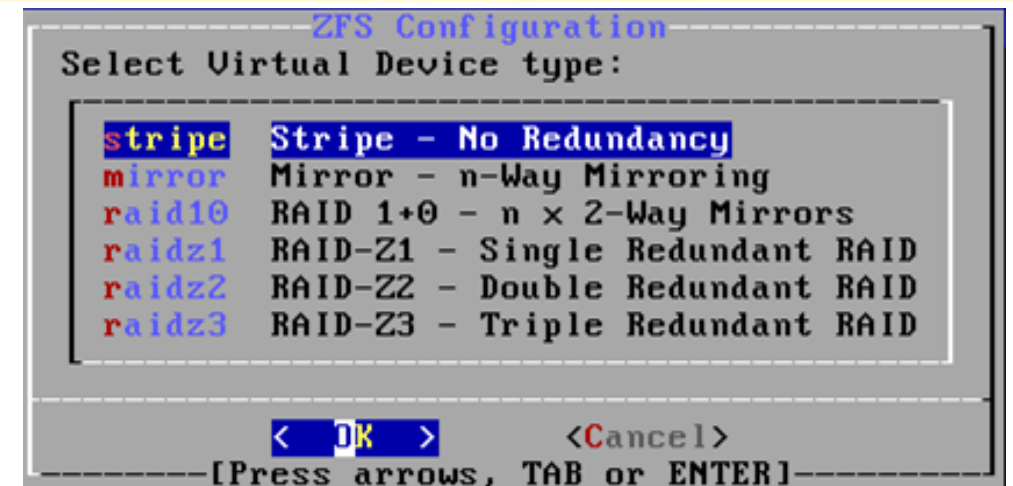 ZFS Configuration
Select Virtual Device type:
stripe Stripe - No Redundancy
mirror Mirror - n-Way Mirroring
raid10 RAID 1+0 - n x 2-Way Mirrors
raidz1 RAID-Z1 - Single Redundant RAID
raidz2 RAID-Z2 - Double Redundant RAID
raidz3 RAID-Z3 - Triple Redundant RAID
< OK > <Cancel>
[Press arrows, TAB or ENTER]